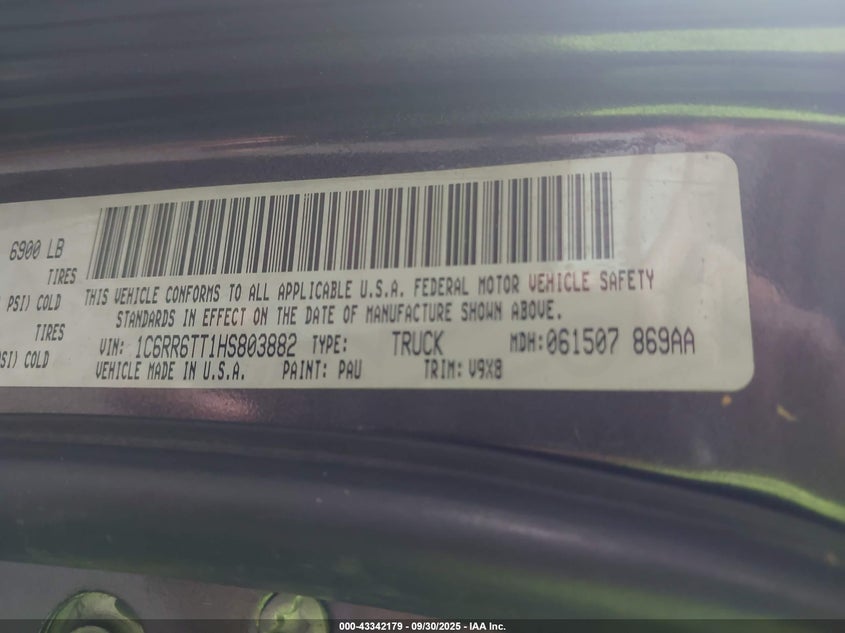 6900 LB
TIRES
PSI) COLD
TIRES
PSI) COLD
THIS VEHICLE CONFORMS TO ALL APPLICABLE U.S.A. FEDERAL MOTOR VEHICLE SAFETY
STANDARDS IN EFFECT ON THE DATE OF MANUFACTURE SHOWN ABOVE.
VIN: 1C6RR6TT1HS803882 TYPE: TRUCK MDH: 061507 869AA
VEHICLE MADE IN U.S.A. PAINT: PAU TRIM: V9X8
000-43342179 - 09/30/2025 - IAA Inc.